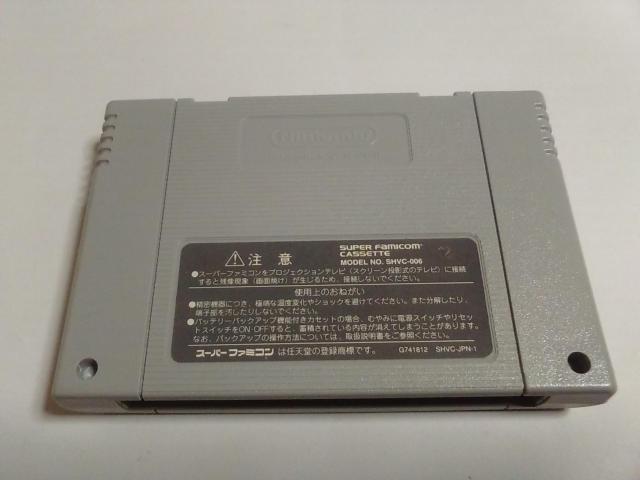 Nintendo
注意
SUPER Famicom
CASSETTE
MODEL NO. SHVC-006
●スーパーファミコンをプロジェクションテレビ(スクリーン投影式のテレビ)に接続
すると残像現象(画面焼け)が生じるため、接続しないでください。
使用上のおねがい
●精密機器につき、極端な温度変化やショックを避けてください。また分解したり、
端子部を汚したりしないでください。
●バッテリーバックアップ機能付きカセットの場合、むやみに電源スイッチやリセッ
トスイッチをON・OFFすると、蓄積されている内容が消えてしまうことがあります。
なお、バックアップの操作方法については、取扱説明書をご参照ください。
スーパーファミコンは任天堂の登録商標です。 G741812 SHVC-JPN-1